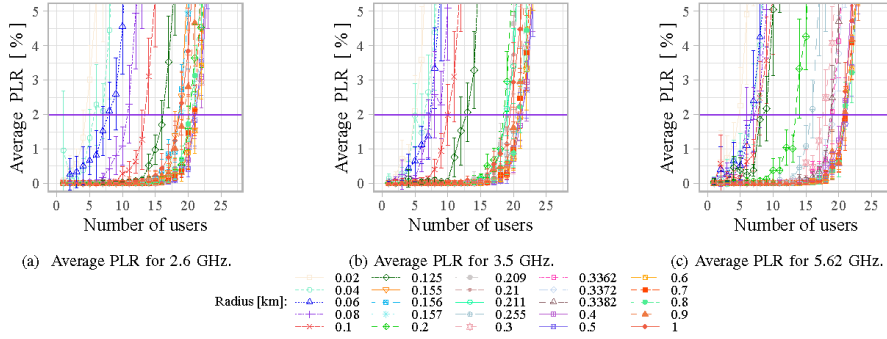 5 5 5
4 4 4
3 3 3
2 2 2
1 1 1
0 0 0
Average PLR [ %] Average PLR [ %] Average PLR [ %]
0 5 10 15 20 25 0 5 10 15 20 25 0 5 10 15 20 25
Number of users Number of users Number of users
(a) Average PLR for 2.6 GHz. (b) Average PLR for 3.5 GHz. (c) Average PLR for 5.62 GHz.
0.02 0.125 0.209 0.3362 0.6
0.04 0.155 0.21 0.3372 0.7
Radius [km]: 0.06 0.156 0.211 0.3382 0.8
0.08 0.157 0.255 0.4 0.9
0.1 0.2 0.3 0.5 1